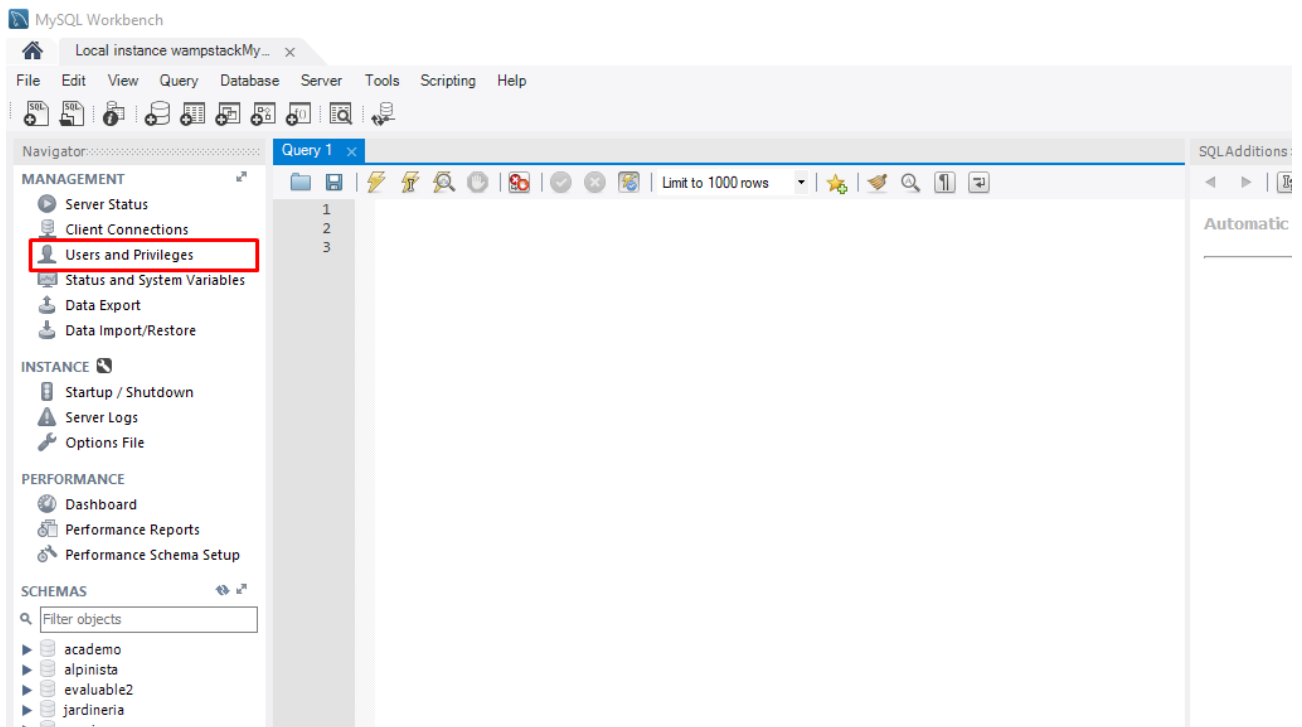 MySQL Workbench
Local instance wampstackMy...
File Edit View Query Database Server Tools Scripting Help
Navigator
Query 1
SQLAdditions
MANAGEMENT
Limit to 1000 rows
Server Status
Client Connections
Users and Privileges
Status and System Variables
Data Export
Data Import/Restore
1
2
3
Automatic
INSTANCE
Startup / Shutdown
Server Logs
Options File
PERFORMANCE
Dashboard
Performance Reports
Performance Schema Setup
SCHEMAS
Filter objects
academo
alpinista
evaluable2
jardineria